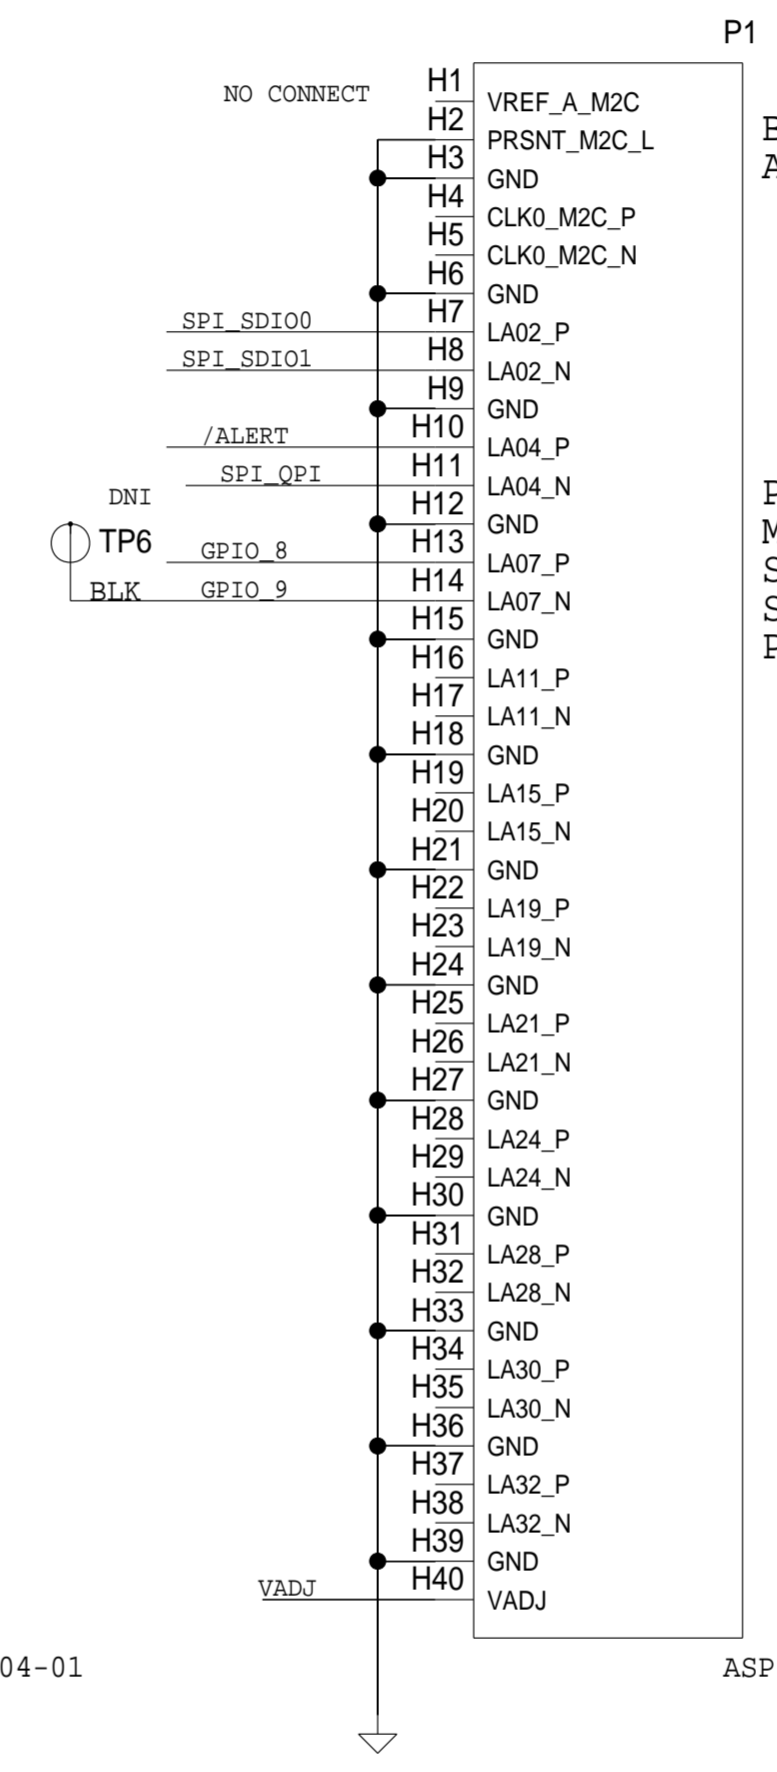 P1
NO CONNECT H1 VREF_A_M2C
H2 PRSNT_M2C_L
H3 GND
H4 CLK0_M2C_P
H5 CLK0_M2C_N
H6 GND
SPI_SDIO0 H7 LA02_P
SPI_SDIO1 H8 LA02_N
H9 GND
/ALERT H10 LA04_P
SPI_QPI H11 LA04_N
DNI H12 GND
TP6 GPIO_8 H13 LA07_P
BLK GPIO_9 H14 LA07_N
H15 GND
H16 LA11_P
H17 LA11_N
H18 GND
H19 LA15_P
H20 LA15_N
H21 GND
H22 LA19_P
H23 LA19_N
H24 GND
H25 LA21_P
H26 LA21_N
H27 GND
H28 LA24_P
H29 LA24_N
H30 GND
H31 LA28_P
H32 LA28_N
H33 GND
H34 LA30_P
H35 LA30_N
H36 GND
H37 LA32_P
H38 LA32_N
H39 GND
VADJ H40 VADJ
04-01 ASP